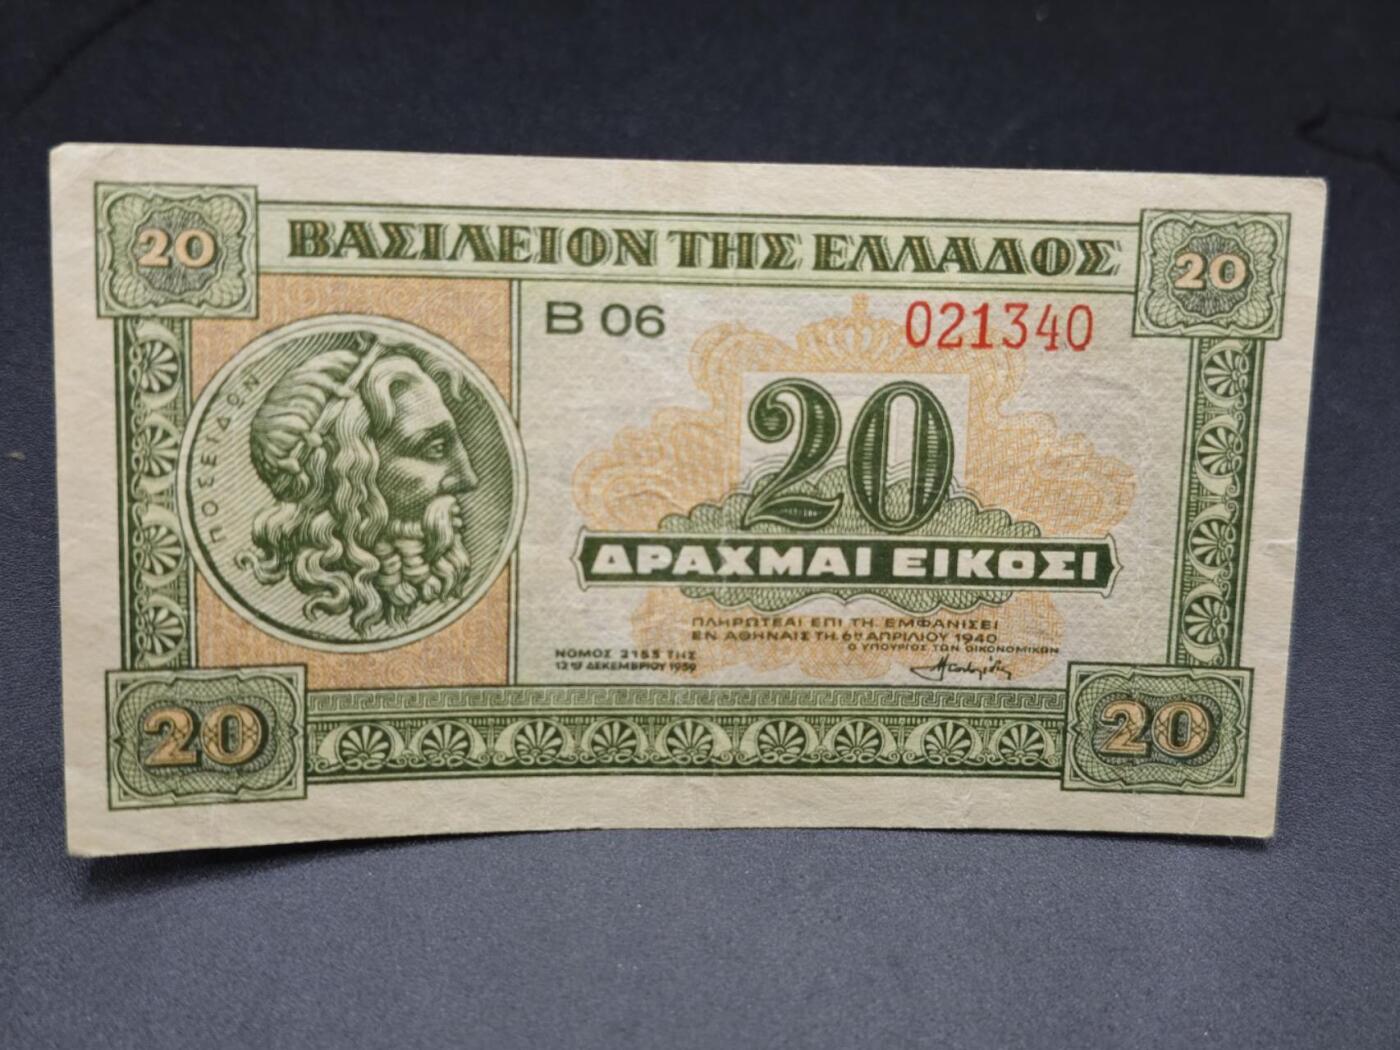 20 ΒΑΣΙΛΕΙΟΝ ΤΗΣ ΕΛΛΑΔΟΣ 20
Β 06 021340
ΠΟΣΕΙΔΩΝ
20
ΔΡΑΧΜΑΙ ΕΙΚΟΣΙ
ΠΛΗΡΩΤΕΑΙ ΕΠΙ ΤΗ ΕΜΦΑΝΙΣΕΙ
ΕΝ ΑΘΗΝΑΙΣ ΤΗ 6η ΑΠΡΙΛΙΟΥ 1940
Ο ΥΠΟΥΡΓΟΣ ΤΩΝ ΟΙΚΟΝΟΜΙΚΩΝ
ΝΟΜΟΣ 2153 ΤΗΣ
12ης ΔΕΚΕΜΒΡΙΟΥ 1939
20 20